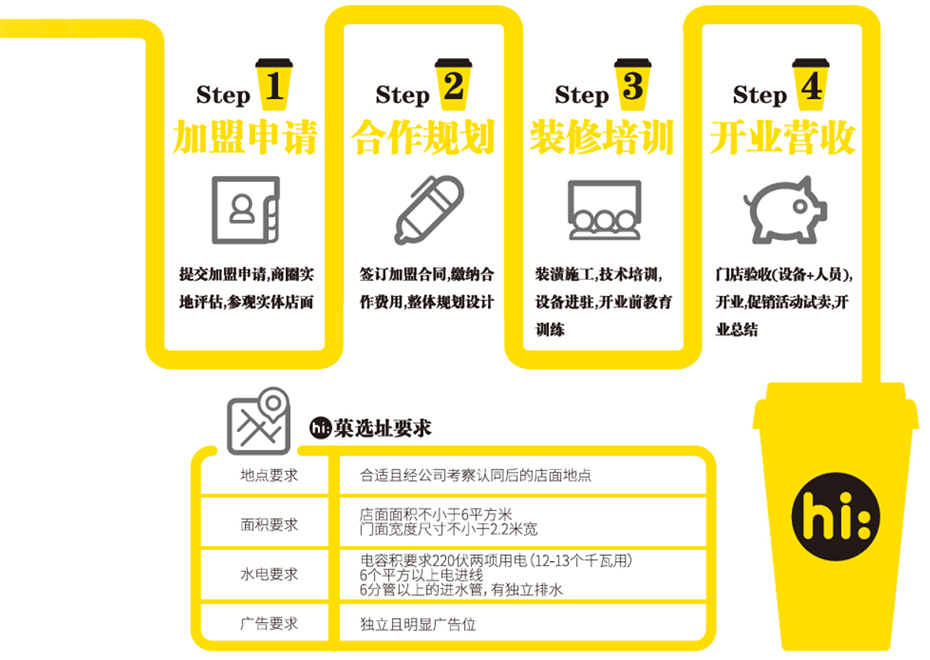 Step 1
加盟申请
提交加盟申请,商圈实
地评估,参观实体店面
Step 2
合作规划
签订加盟合同,缴纳合
作费用,整体规划设计
Step 3
装修培训
装潢施工,技术培训,
设备进驻,开业前教育
训练
Step 4
开业营收
门店验收(设备+人员),
开业,促销活动试卖,开
业总结
hi:菓选址要求
地点要求
合适且经公司考察认同后的店面地点
面积要求
店面面积不小于6平方米
门面宽度尺寸不小于2.2米宽
水电要求
电容积要求220伏两项用电(12-13个千瓦用)
6个平方以上电进线
6分管以上的进水管,有独立排水
广告要求
独立且明显广告位
hi: